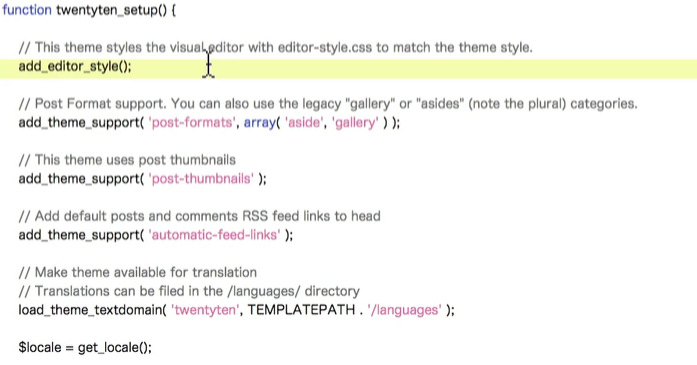 function twentyten_setup() {
// This theme styles the visual editor with editor-style.css to match the theme style.
add_editor_style();
// Post Format support. You can also use the legacy "gallery" or "asides" (note the plural) categories.
add_theme_support( 'post-formats', array( 'aside', 'gallery' ) );
// This theme uses post thumbnails
add_theme_support( 'post-thumbnails' );
// Add default posts and comments RSS feed links to head
add_theme_support( 'automatic-feed-links' );
// Make theme available for translation
// Translations can be filed in the /languages/ directory
load_theme_textdomain( 'twentyten', TEMPLATEPATH . '/languages' );
$locale = get_locale();